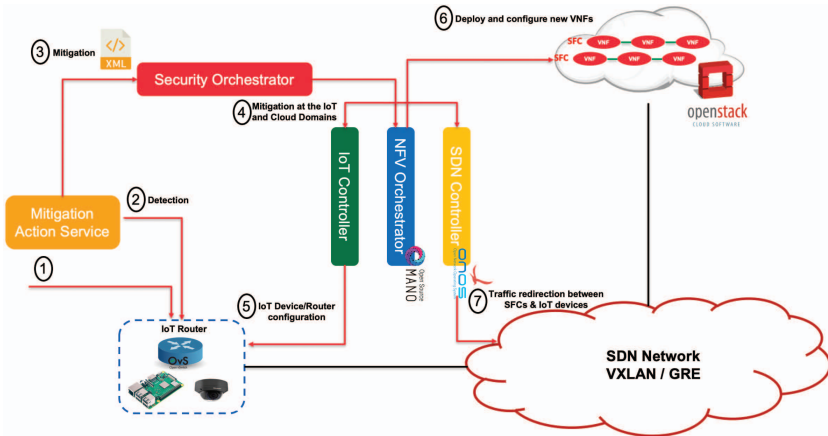 6 Deploy and configure new VNFs
3 Mitigation
XML
Security Orchestrator
SFC VNF VNF VNF
SFC VNF VNF VNF
openstack
CLOUD SOFTWARE
4 Mitigation at the IoT
and Cloud Domains
IoT Controller
NFV Orchestrator
SDN Controller
2 Detection
Mitigation
Action Service
1
Open Source
MANO
onos
5 IoT Device/Router
configuration
7 Traffic redirection between
SFCs & IoT devices
IoT Router
OvS
SDN Network
VXLAN / GRE